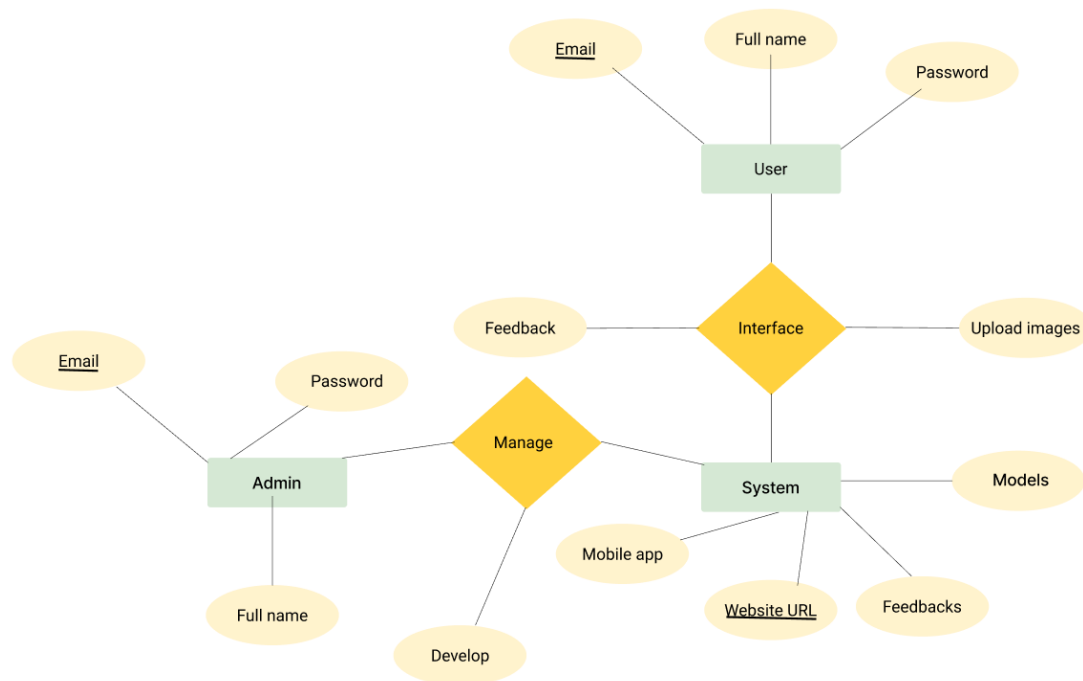 Full name
Email
Password
User
Feedback
Interface
Upload images
Email
Password
Manage
Admin
System
Models
Mobile app
Full name
Website URL
Feedbacks
Develop